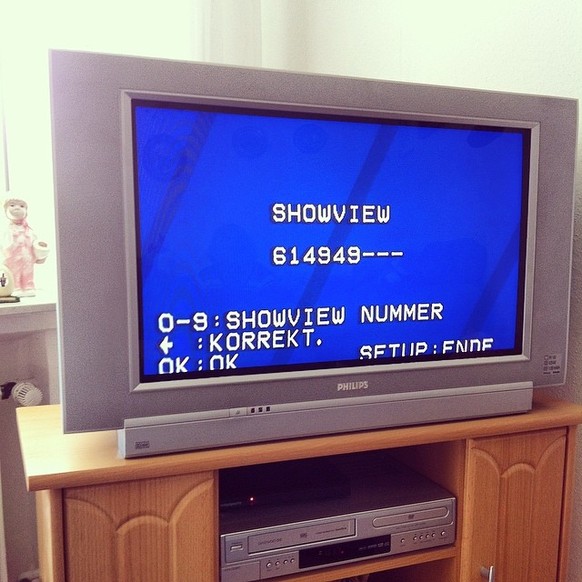 SHOWVIEW
614949---
0-9:SHOWVIEW NUMMER
← :KORREKT.
OK:OK SETUP:ENDE
PHILIPS